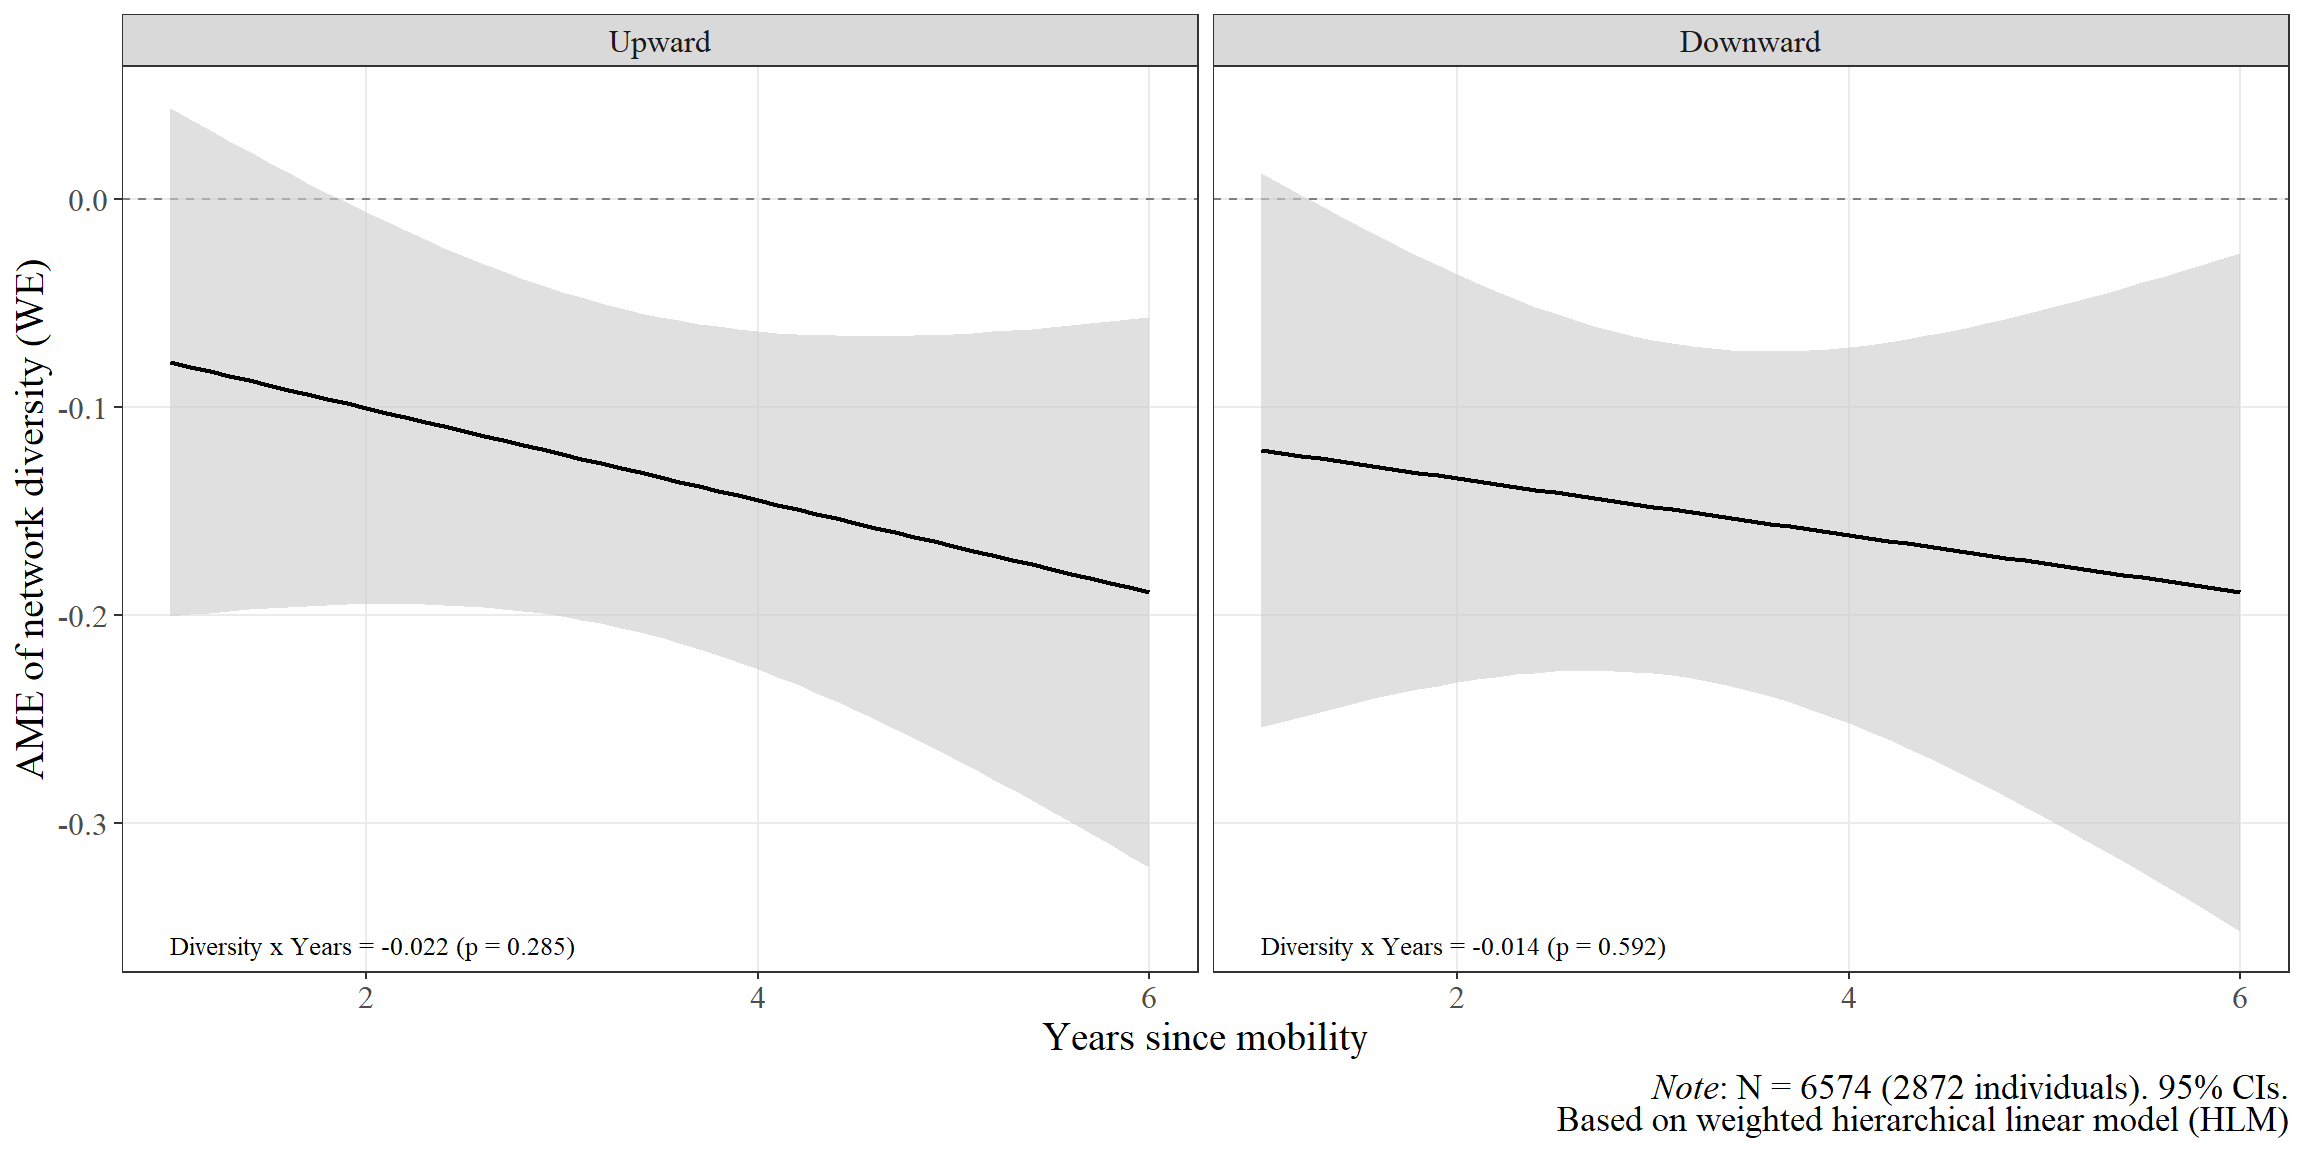 Upward
Downward
AME of network diversity (WE)
0.0
-0.1
-0.2
-0.3
Diversity x Years = -0.022 (p = 0.285)
Diversity x Years = -0.014 (p = 0.592)
2 4 6
2 4 6
Years since mobility
Note: N = 6574 (2872 individuals). 95% CIs.
Based on weighted hierarchical linear model (HLM)